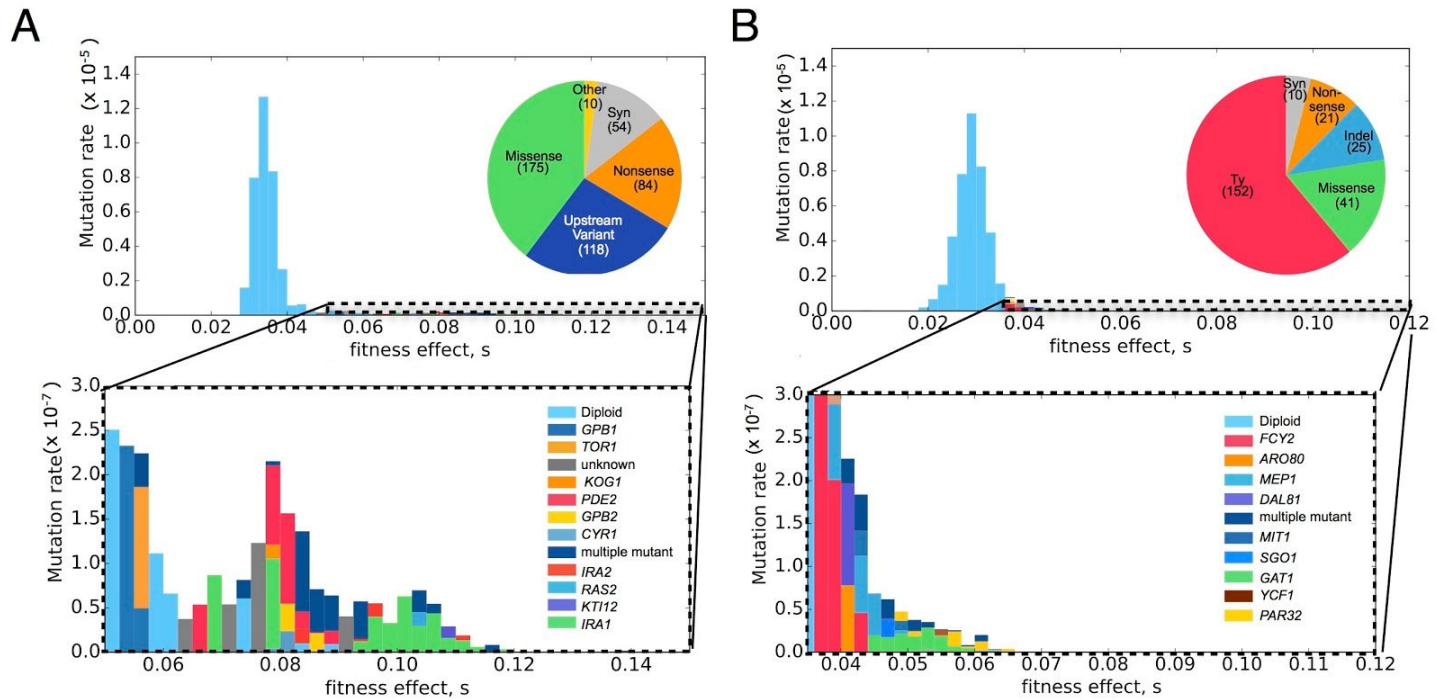 A
Mutation rate (x 10-5)
1.4
1.2
1.0
0.8
0.6
0.4
0.2
0.0
0.00 0.02 0.04 0.06 0.08 0.10 0.12 0.14
fitness effect, s
Other
(10)
Syn
(54)
Missense
(175)
Nonsense
(84)
Upstream
Variant
(118)
Mutation rate (x 10-7)
3.0
2.5
2.0
1.5
1.0
0.5
0.0
0.06 0.08 0.10 0.12 0.14
fitness effect, s
Diploid
GPB1
TOR1
unknown
KOG1
PDE2
GPB2
CYR1
multiple mutant
IRA2
RAS2
KTI12
IRA1
B
Mutation rate (x 10-5)
1.4
1.2
1.0
0.8
0.6
0.4
0.2
0.0
0.00 0.02 0.04 0.06 0.08 0.10 0.12
fitness effect, s
Syn
(10)
Non-
sense
(21)
Indel
(25)
Ty
(152)
Missense
(41)
Mutation rate (x 10-7)
3.0
2.5
2.0
1.5
1.0
0.5
0.0
0.04 0.05 0.06 0.07 0.08 0.09 0.10 0.11 0.12
fitness effect, s
Diploid
FCY2
ARO80
MEP1
DAL81
multiple mutant
MIT1
SGO1
GAT1
YCF1
PAR32